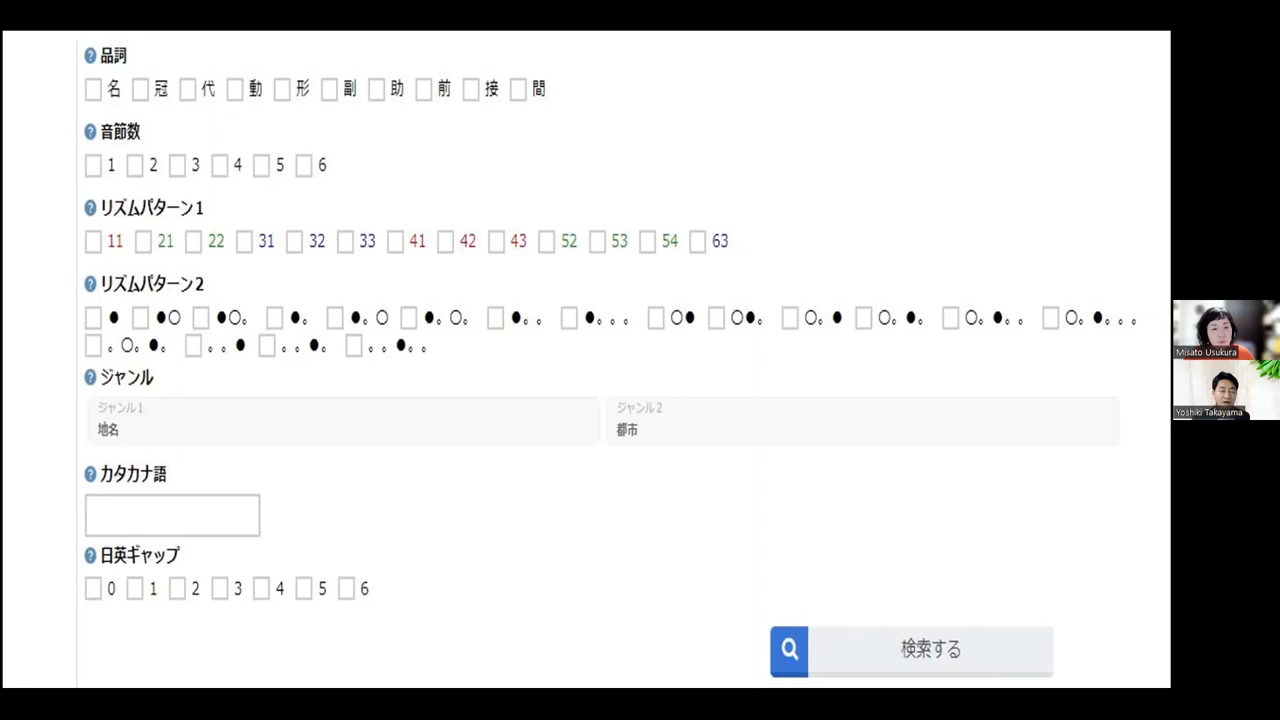 品詞
名 冠 代 動 形 副 助 前 接 間
音節数
1 2 3 4 5 6
リズムパターン1
11 21 22 31 32 33 41 42 43 52 53 54 63
リズムパターン2
● ●○ ●○。 ●。 ●。○ ●。○。 ●。。 ●。。。 ○● ○●。 ○。● ○。●。 ○。●。。 ○。●。。。
。○。●。 。。● 。。●。 。。●。。
ジャンル
ジャンル1 ジャンル2
地名 都市
カタカナ語
日英ギャップ
0 1 2 3 4 5 6
検索する
Misato Usukura
Yoshiki Takayama